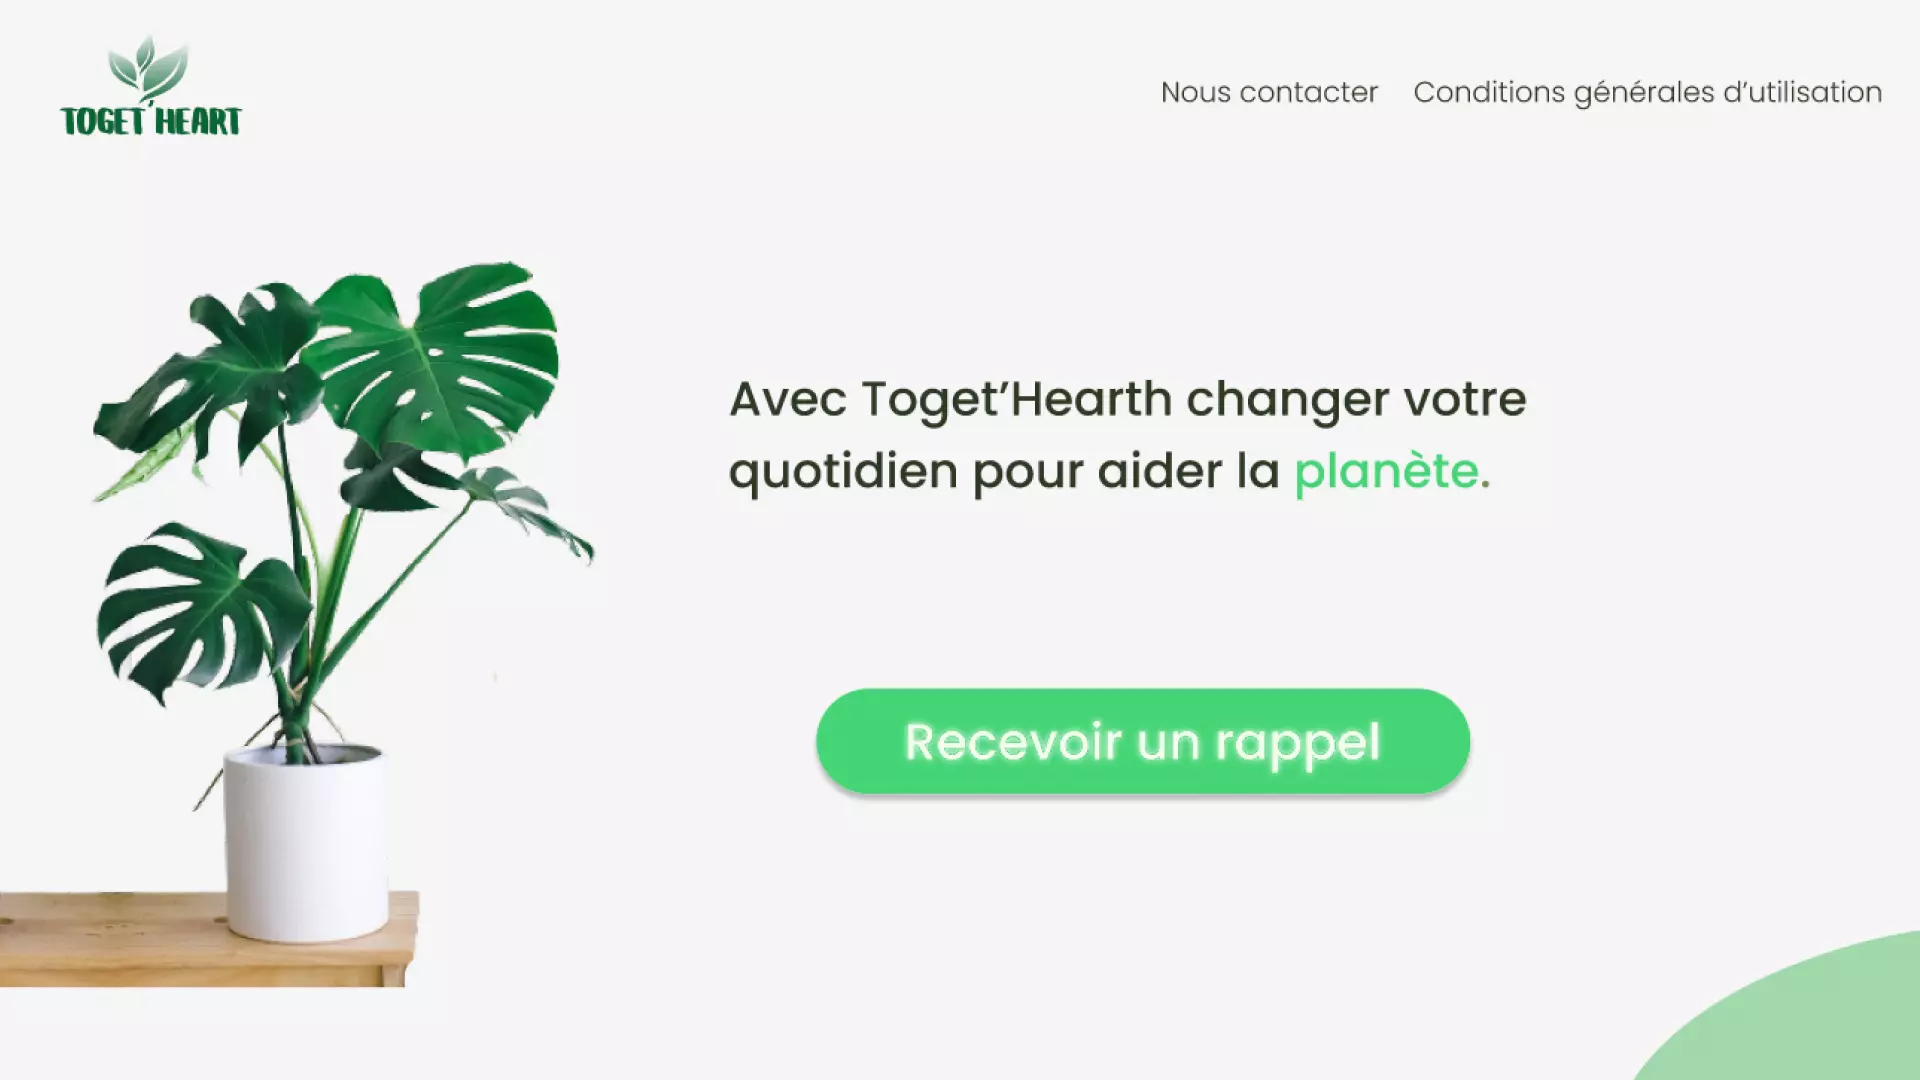 TOGET'HEART
Nous contacter
Conditions générales d’utilisation
Avec Toget’Hearth changer votre
quotidien pour aider la planète.
Recevoir un rappel